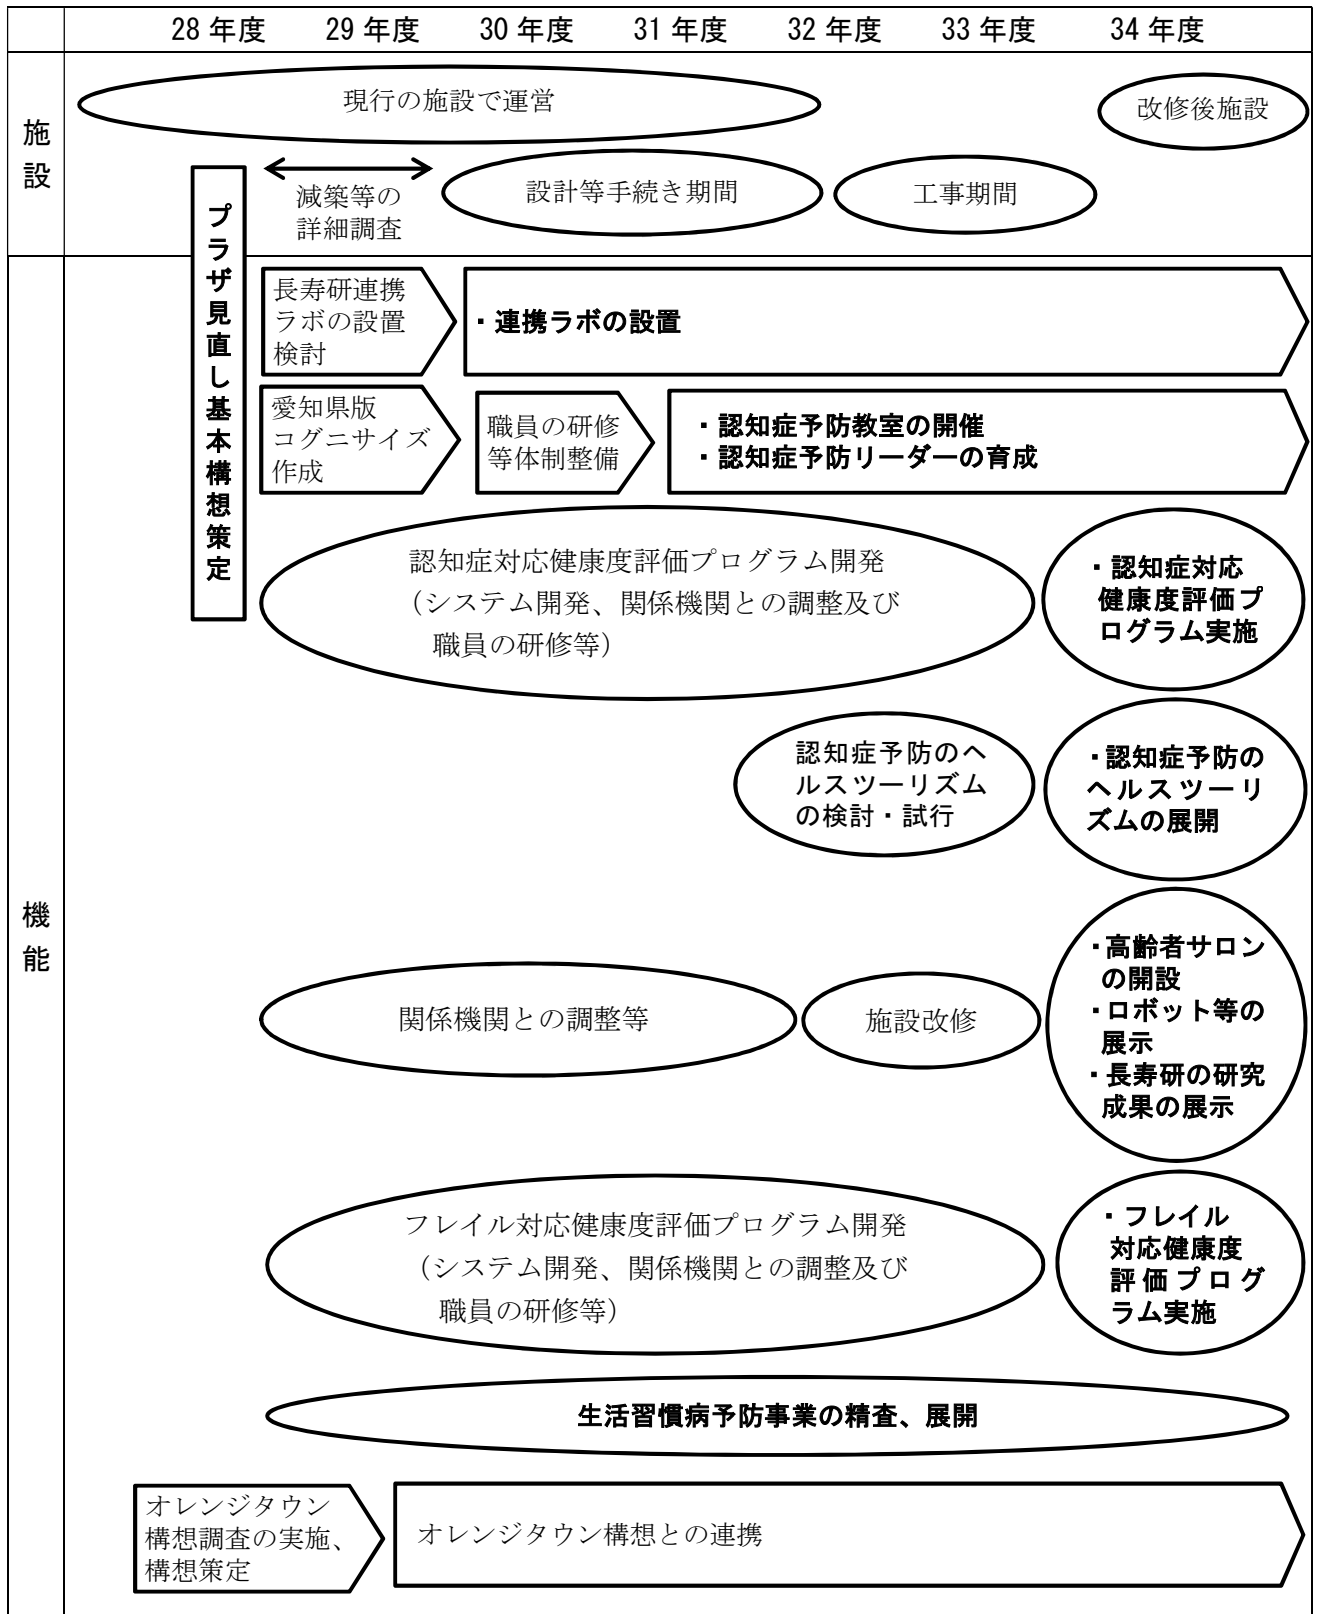 28 年度 29 年度 30 年度 31 年度 32 年度 33 年度 34 年度
施設
現行の施設で運営
改修後施設
減築等の
詳細調査
設計等手続き期間
工事期間
プラザ見直し基本構想策定
機能
長寿研連携
ラボの設置
検討
・連携ラボの設置
愛知県版
コグニサイズ
作成
職員の研修
等体制整備
・認知症予防教室の開催
・認知症予防リーダーの育成
認知症対応健康度評価プログラム開発
（システム開発、関係機関との調整及び
職員の研修等）
・認知症対応
健康度評価プ
ログラム実施
認知症予防のヘ
ルスツーリズム
の検討・試行
・認知症予防の
ヘルスツーリ
ズムの展開
関係機関との調整等
施設改修
・高齢者サロン
の開設
・ロボット等の
展示
・長寿研の研究
成果の展示
フレイル対応健康度評価プログラム開発
（システム開発、関係機関との調整及び
職員の研修等）
・フレイル
対応健康度
評価プログ
ラム実施
生活習慣病予防事業の精査、展開
オレンジタウン
構想調査の実施、
構想策定
オレンジタウン構想との連携